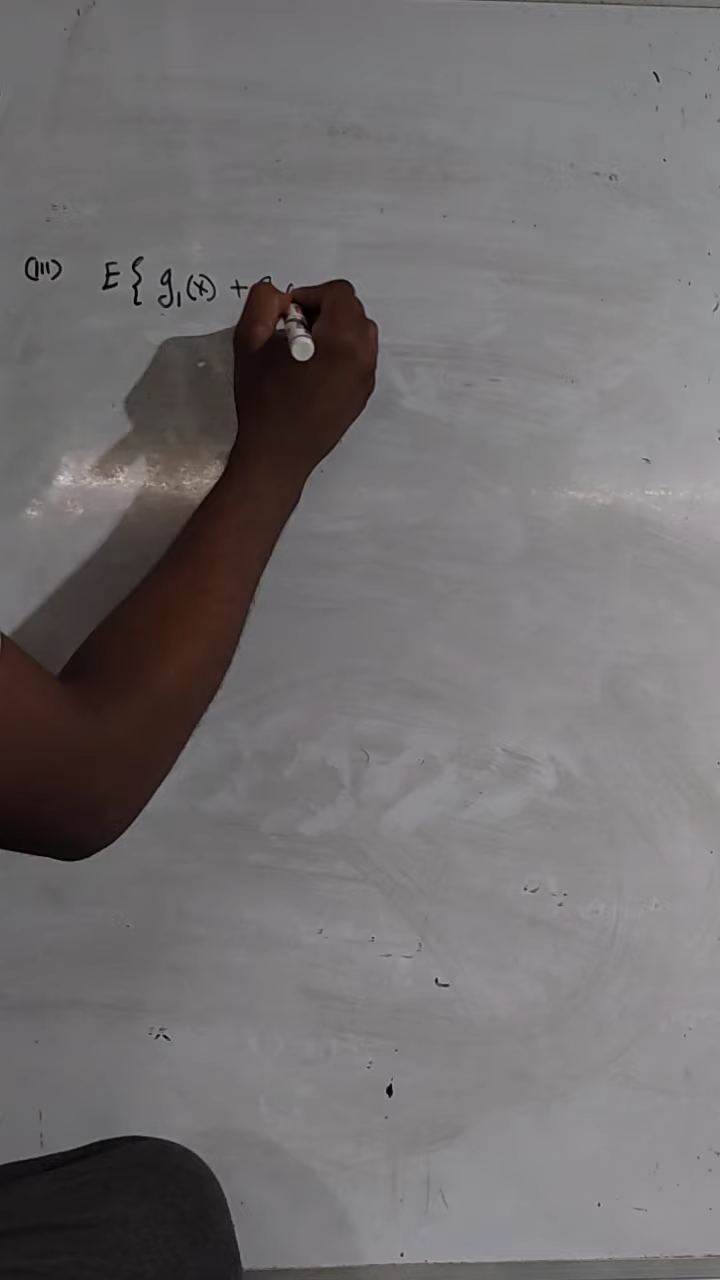 (III) E{ g₁(x) +